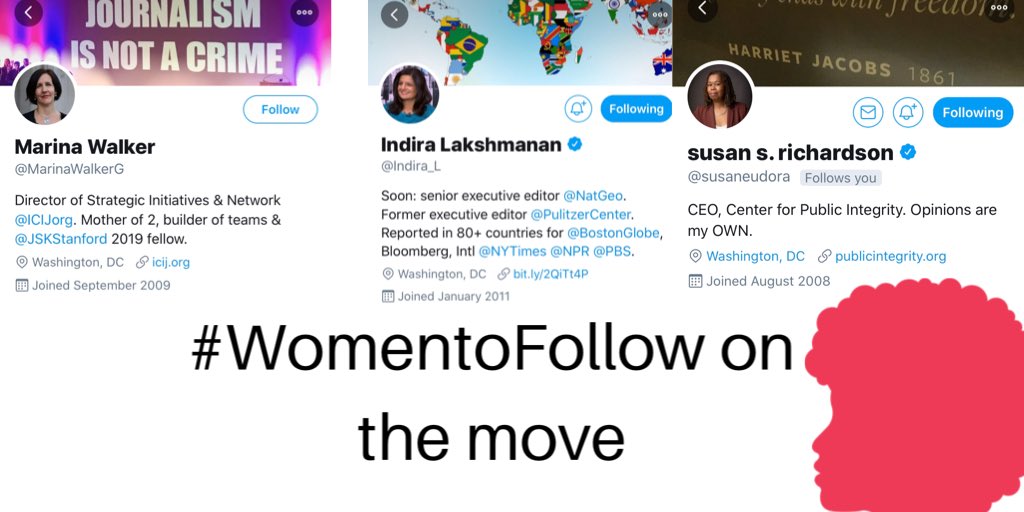 JOURNALISM
IS NOT A CRIME
Follow
Marina Walker
@MarinaWalkerG
Director of Strategic Initiatives & Network
@ICIJorg. Mother of 2, builder of teams &
@JSKStanford 2019 fellow.
Washington, DC icij.org
Joined September 2009
Following
Indira Lakshmanan
@Indira_L
Soon: senior executive editor @NatGeo.
Former executive editor @PulitzerCenter.
Reported in 80+ countries for @BostonGlobe,
Bloomberg, Intl @NYTimes @NPR @PBS.
Washington, DC bit.ly/2QiTt4P
Joined January 2011
with freedom.
HARRIET JACOBS 1861
Following
susan s. richardson
@susaneudora Follows you
CEO, Center for Public Integrity. Opinions are
my OWN.
Washington, DC publicintegrity.org
Joined August 2008
#WomentoFollow on
the move